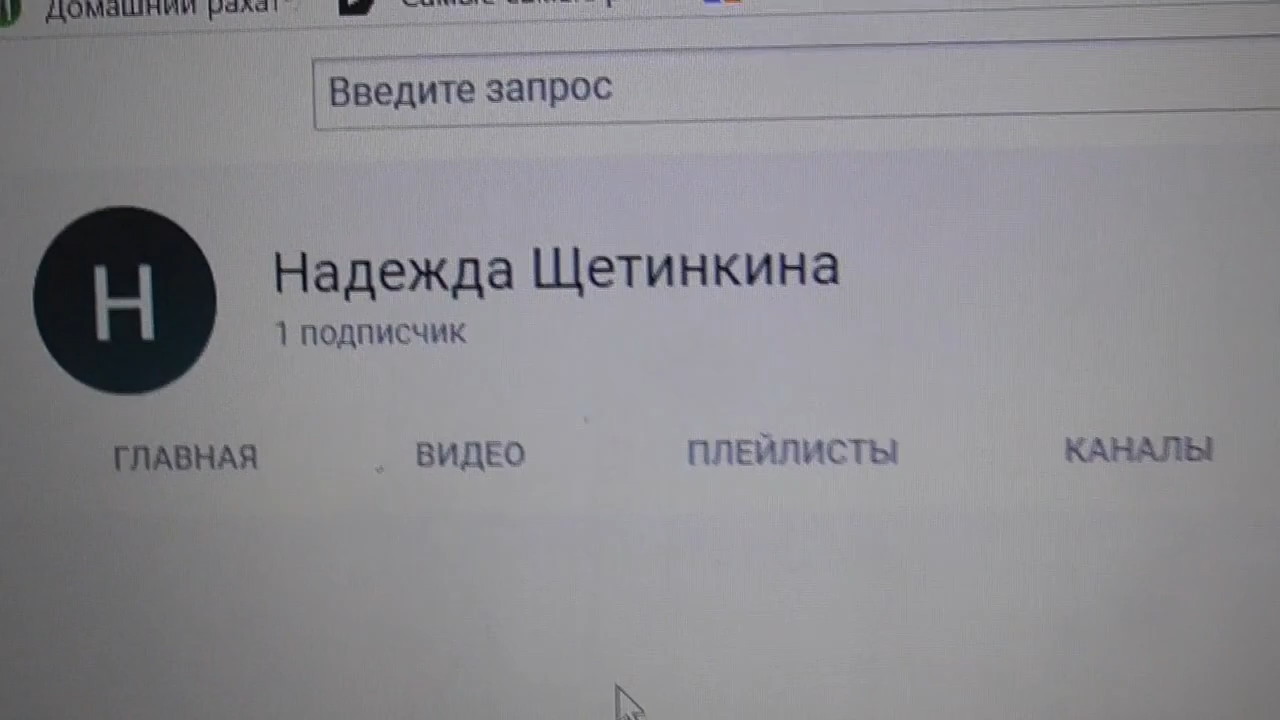 Домашний рахат
Введите запрос
Н
Надежда Щетинкина
1 подписчик
ГЛАВНАЯ ВИДЕО ПЛЕЙЛИСТЫ КАНАЛЫ